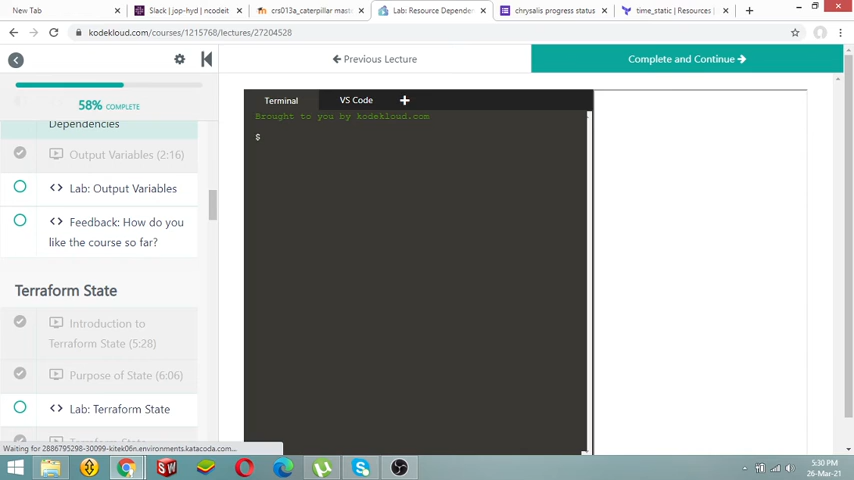 New Tab
Slack | jop-hyd | ncodeit
crs013a_caterpillar mast
Lab: Resource Depender
chrysalis progress status
time_static | Resources |
kodekloud.com/courses/1215768/lectures/27204528
Previous Lecture
Complete and Continue
58% COMPLETE
Dependencies
Output Variables (2:16)
Lab: Output Variables
Feedback: How do you
like the course so far?
Terraform State
Introduction to
Terraform State (5:28)
Purpose of State (6:06)
Lab: Terraform State
Terraform State
Terminal
VS Code
Brought to you by kodekloud.com
$
Waiting for 2886795298-30099-kitek06n.environments.katacoda.com...
5:30 PM
26-Mar-21